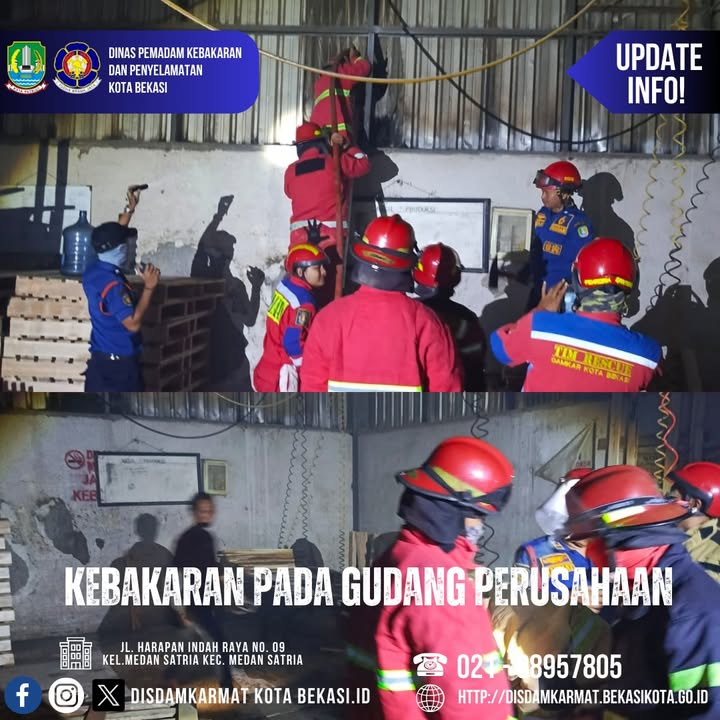 DINAS PEMADAM KEBAKARAN
DAN PENYELAMATAN
KOTA BEKASI
UPDATE
INFO!
TIM RESCUE
DAMKAR KOTA BEKASI
KEBAKARAN PADA GUDANG PERUSAHAAN
JL. HARAPAN INDAH RAYA NO. 09
KEL.MEDAN SATRIA KEC. MEDAN SATRIA
DISDAMKARMAT KOTA BEKASI.ID
HTTP://DISDAMKARMAT.BEKASIKOTA.GO.ID